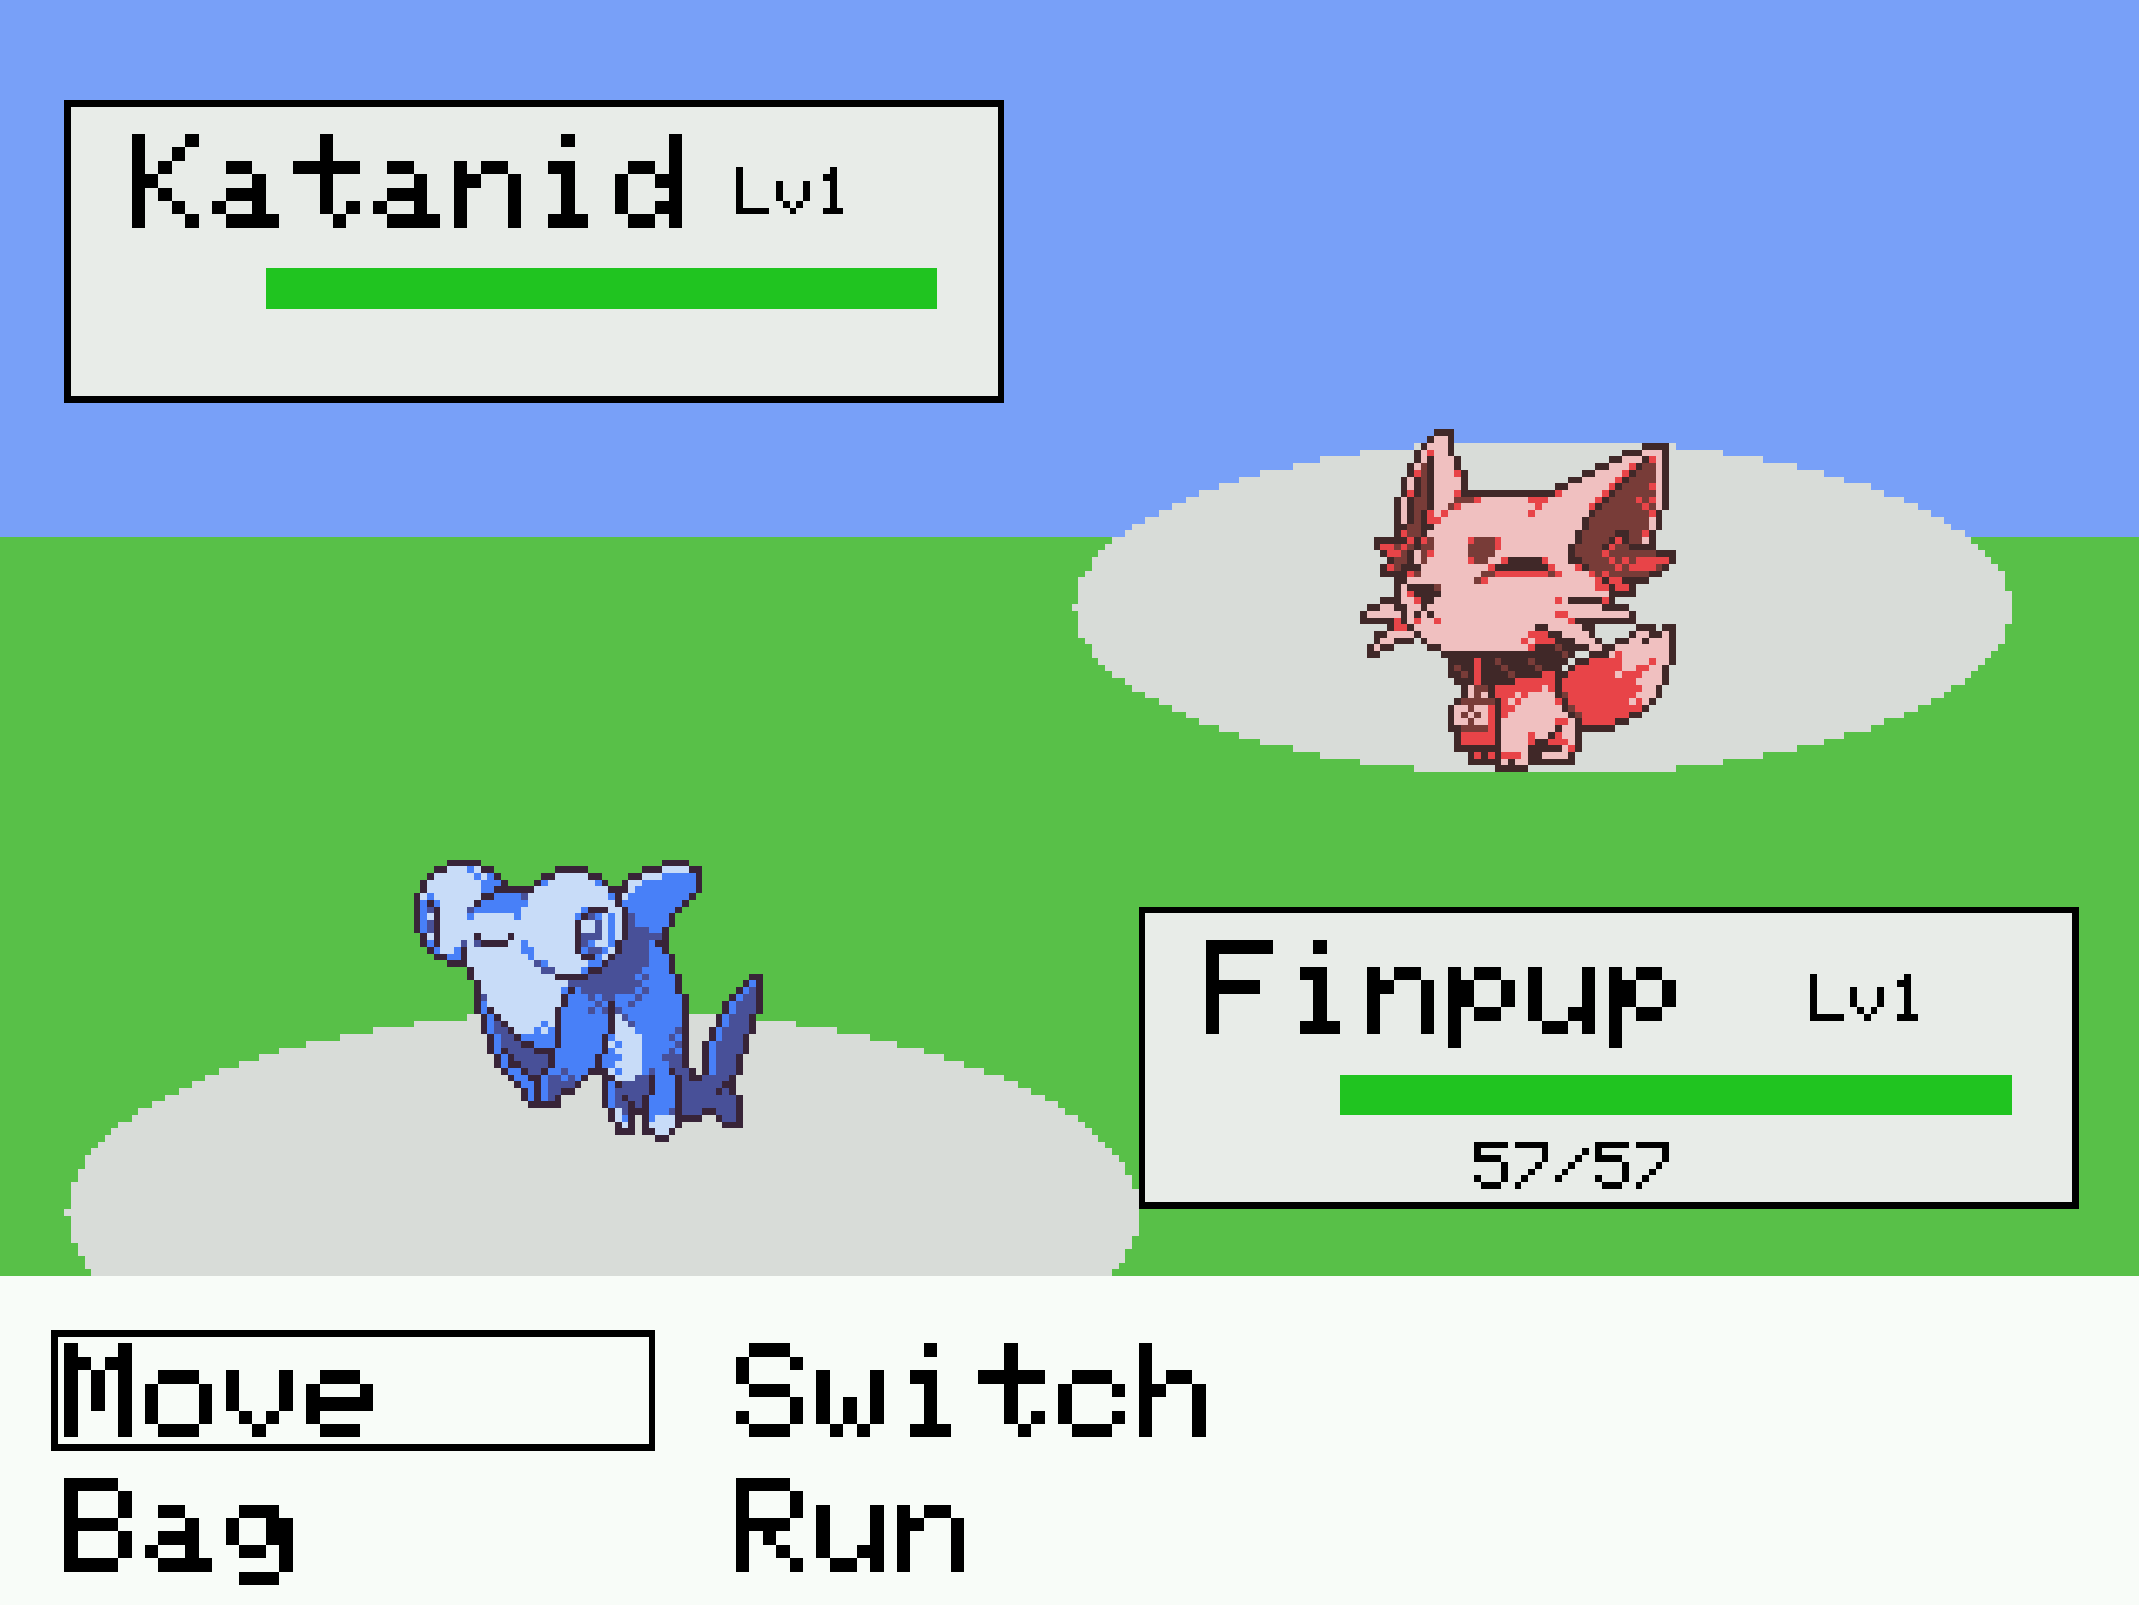 Katanid Lv1
Finpup Lv1
57/57
Move Switch
Bag Run